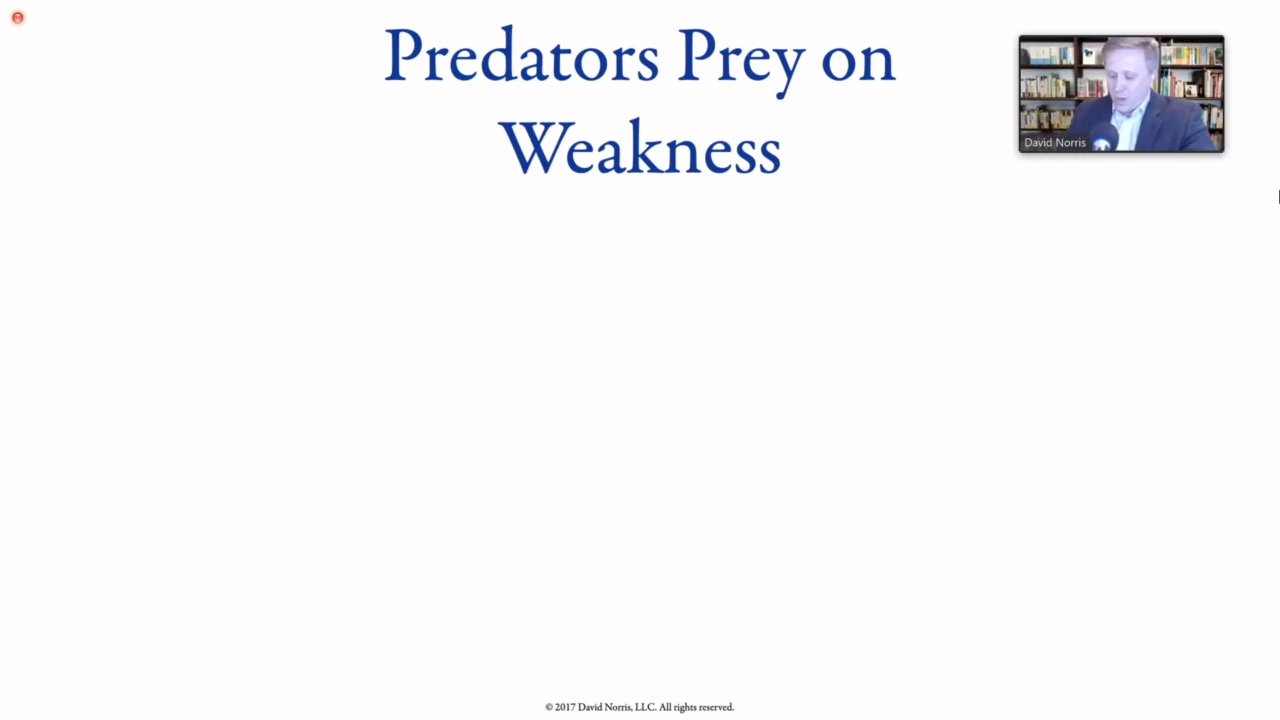 Predators Prey on
Weakness
David Norris
© 2017 David Norris, LLC. All rights reserved.